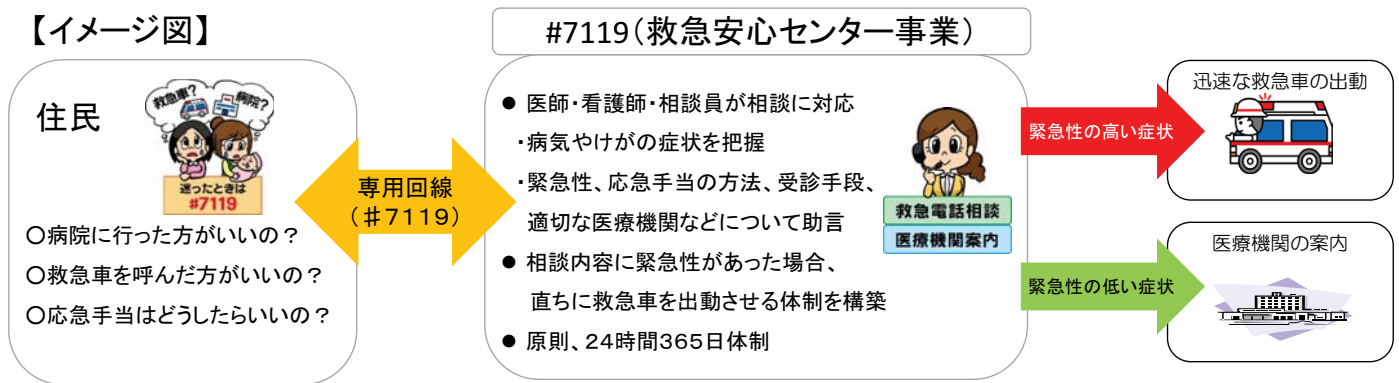 【イメージ図】
#7119(救急安心センター事業)
住民
救急車?
病院?
迷ったときは
#7119
○病院に行った方がいいの?
○救急車を呼んだ方がいいの?
○応急手当はどうしたらいいの?
専用回線
(#7119)
● 医師・看護師・相談員が相談に対応
・病気やけがの症状を把握
・緊急性、応急手当の方法、受診手段、
適切な医療機関などについて助言
● 相談内容に緊急性があった場合、
直ちに救急車を出動させる体制を構築
● 原則、24時間365日体制
救急電話相談
医療機関案内
緊急性の高い症状
迅速な救急車の出動
緊急性の低い症状
医療機関の案内